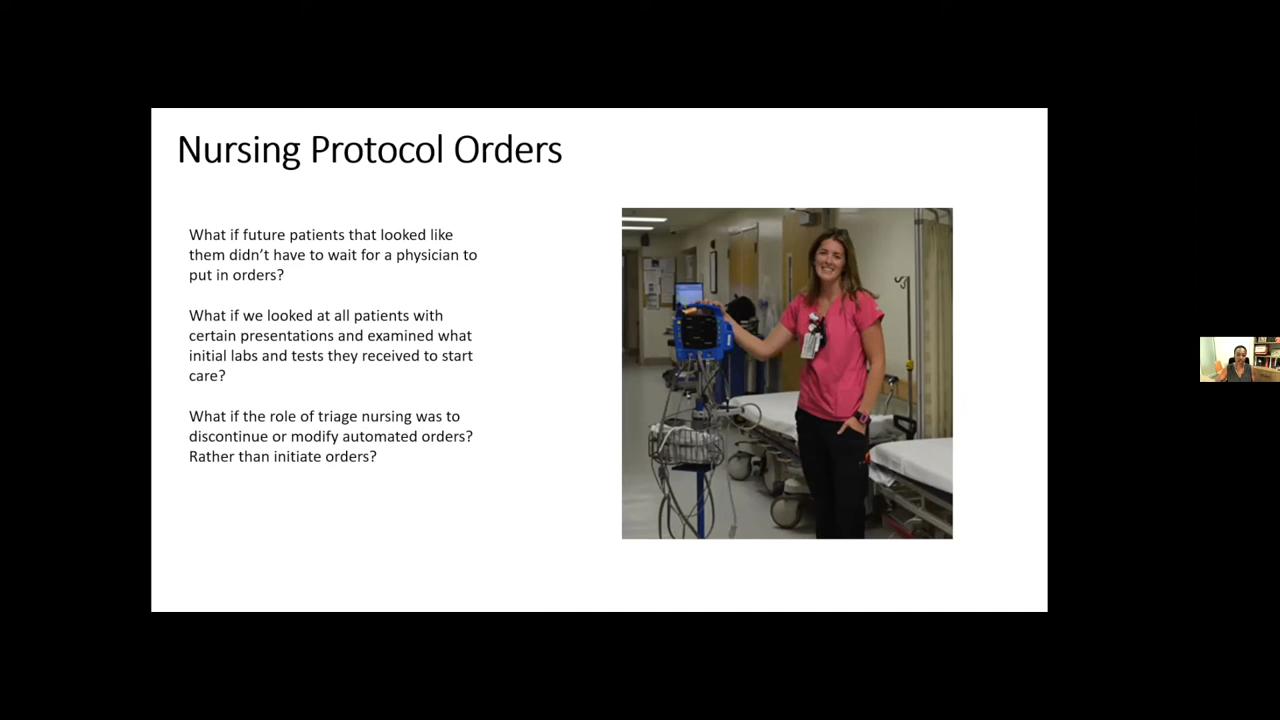 Nursing Protocol Orders
What if future patients that looked like
them didn’t have to wait for a physician to
put in orders?
What if we looked at all patients with
certain presentations and examined what
initial labs and tests they received to start
care?
What if the role of triage nursing was to
discontinue or modify automated orders?
Rather than initiate orders?